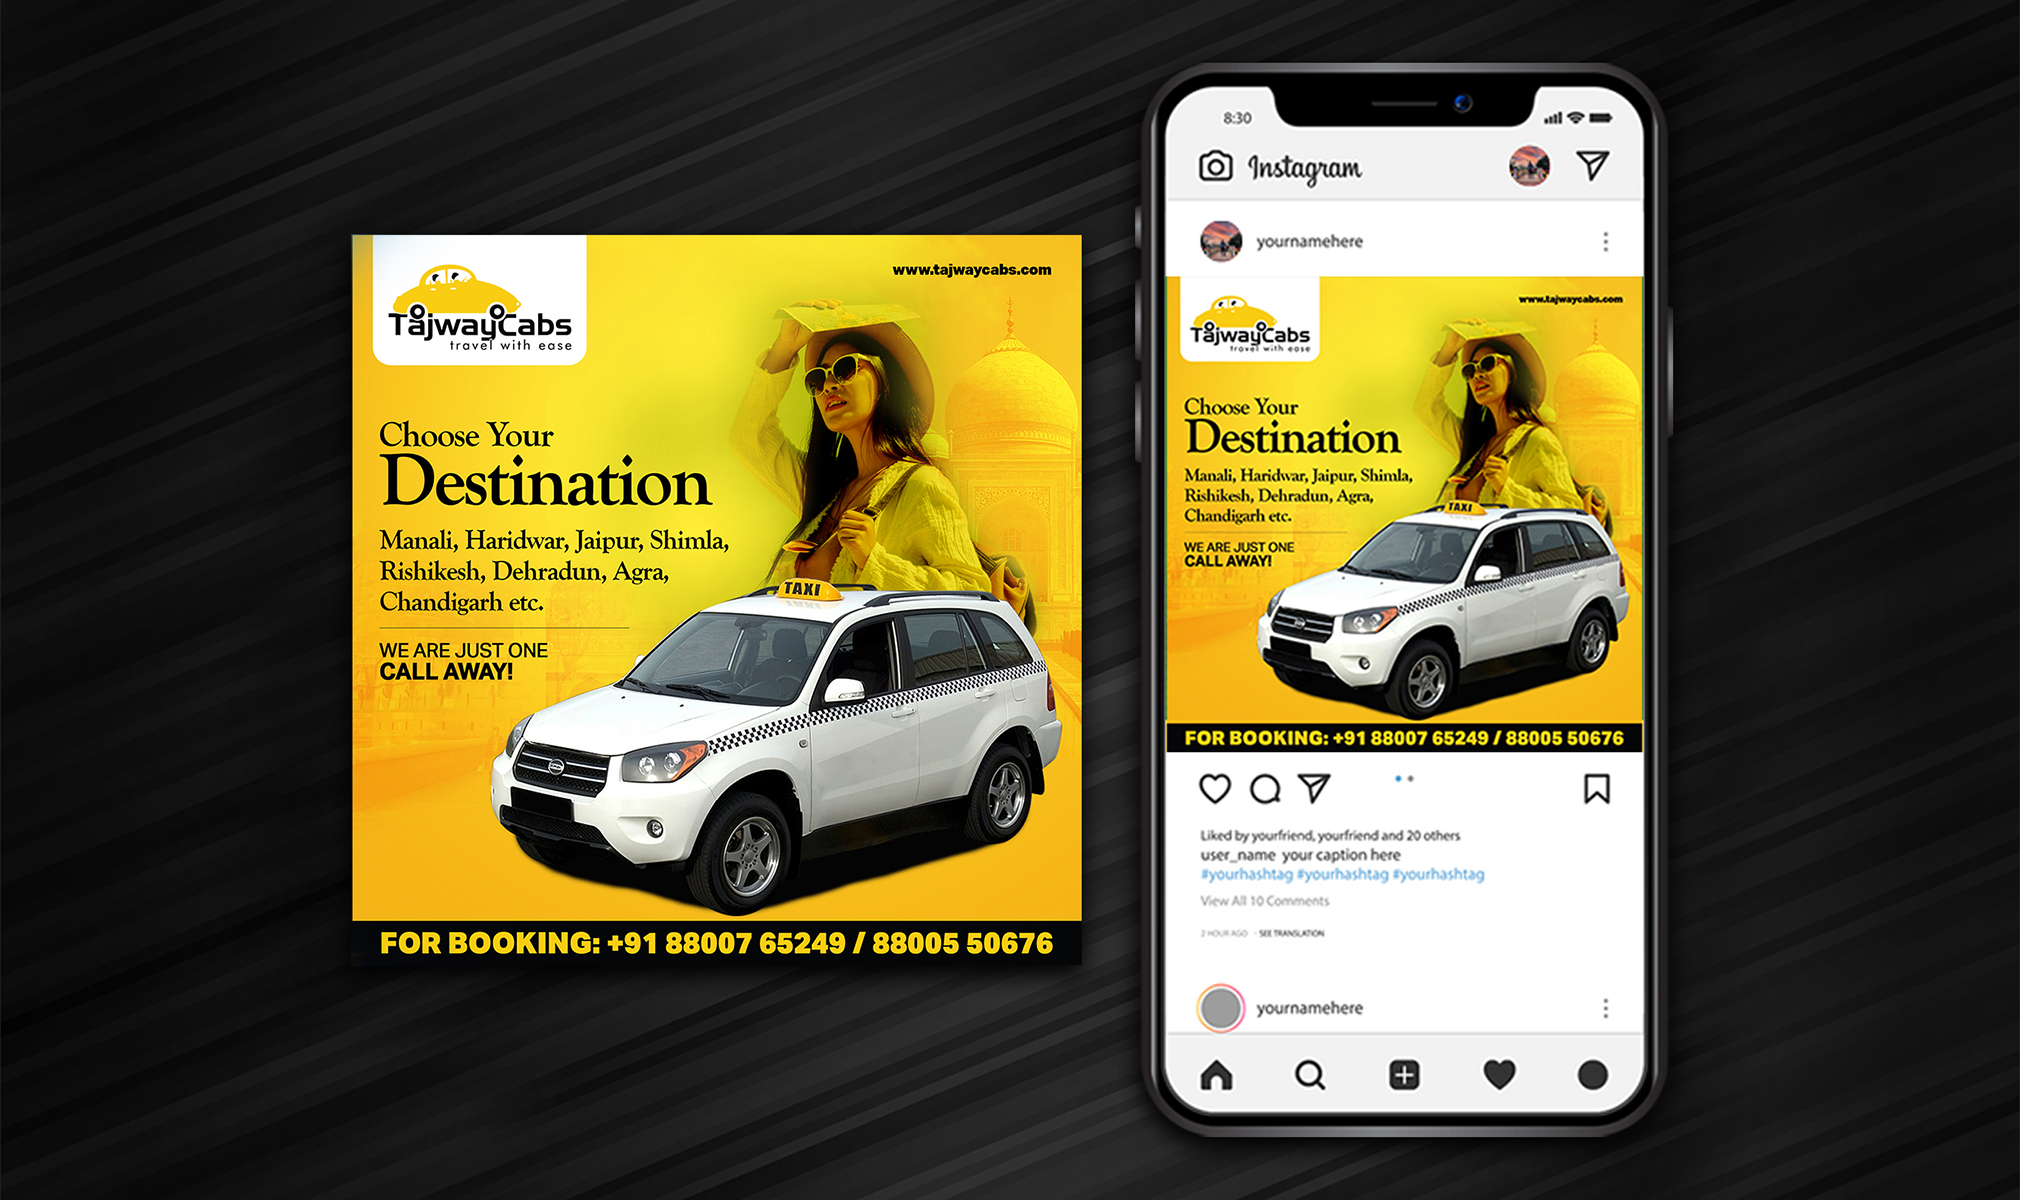 TajwayCabs
travel with ease
www.tajwaycabs.com
Choose Your
Destination
Manali, Haridwar, Jaipur, Shimla,
Rishikesh, Dehradun, Agra,
Chandigarh etc.
WE ARE JUST ONE
CALL AWAY!
TAXI
FOR BOOKING: +91 88007 65249 / 88005 50676
8:30
Instagram
yournamehere
TajwayCabs
travel with ease
www.tajwaycabs.com
Choose Your
Destination
Manali, Haridwar, Jaipur, Shimla,
Rishikesh, Dehradun, Agra,
Chandigarh etc.
WE ARE JUST ONE
CALL AWAY!
TAXI
FOR BOOKING: +91 88007 65249 / 88005 50676
Liked by yourfriend, yourfriend and 20 others
user_name your caption here
#yourhashtag #yourhashtag #yourhashtag
View All 10 Comments
2 HOUR AGO · SEE TRANSLATION
yournamehere